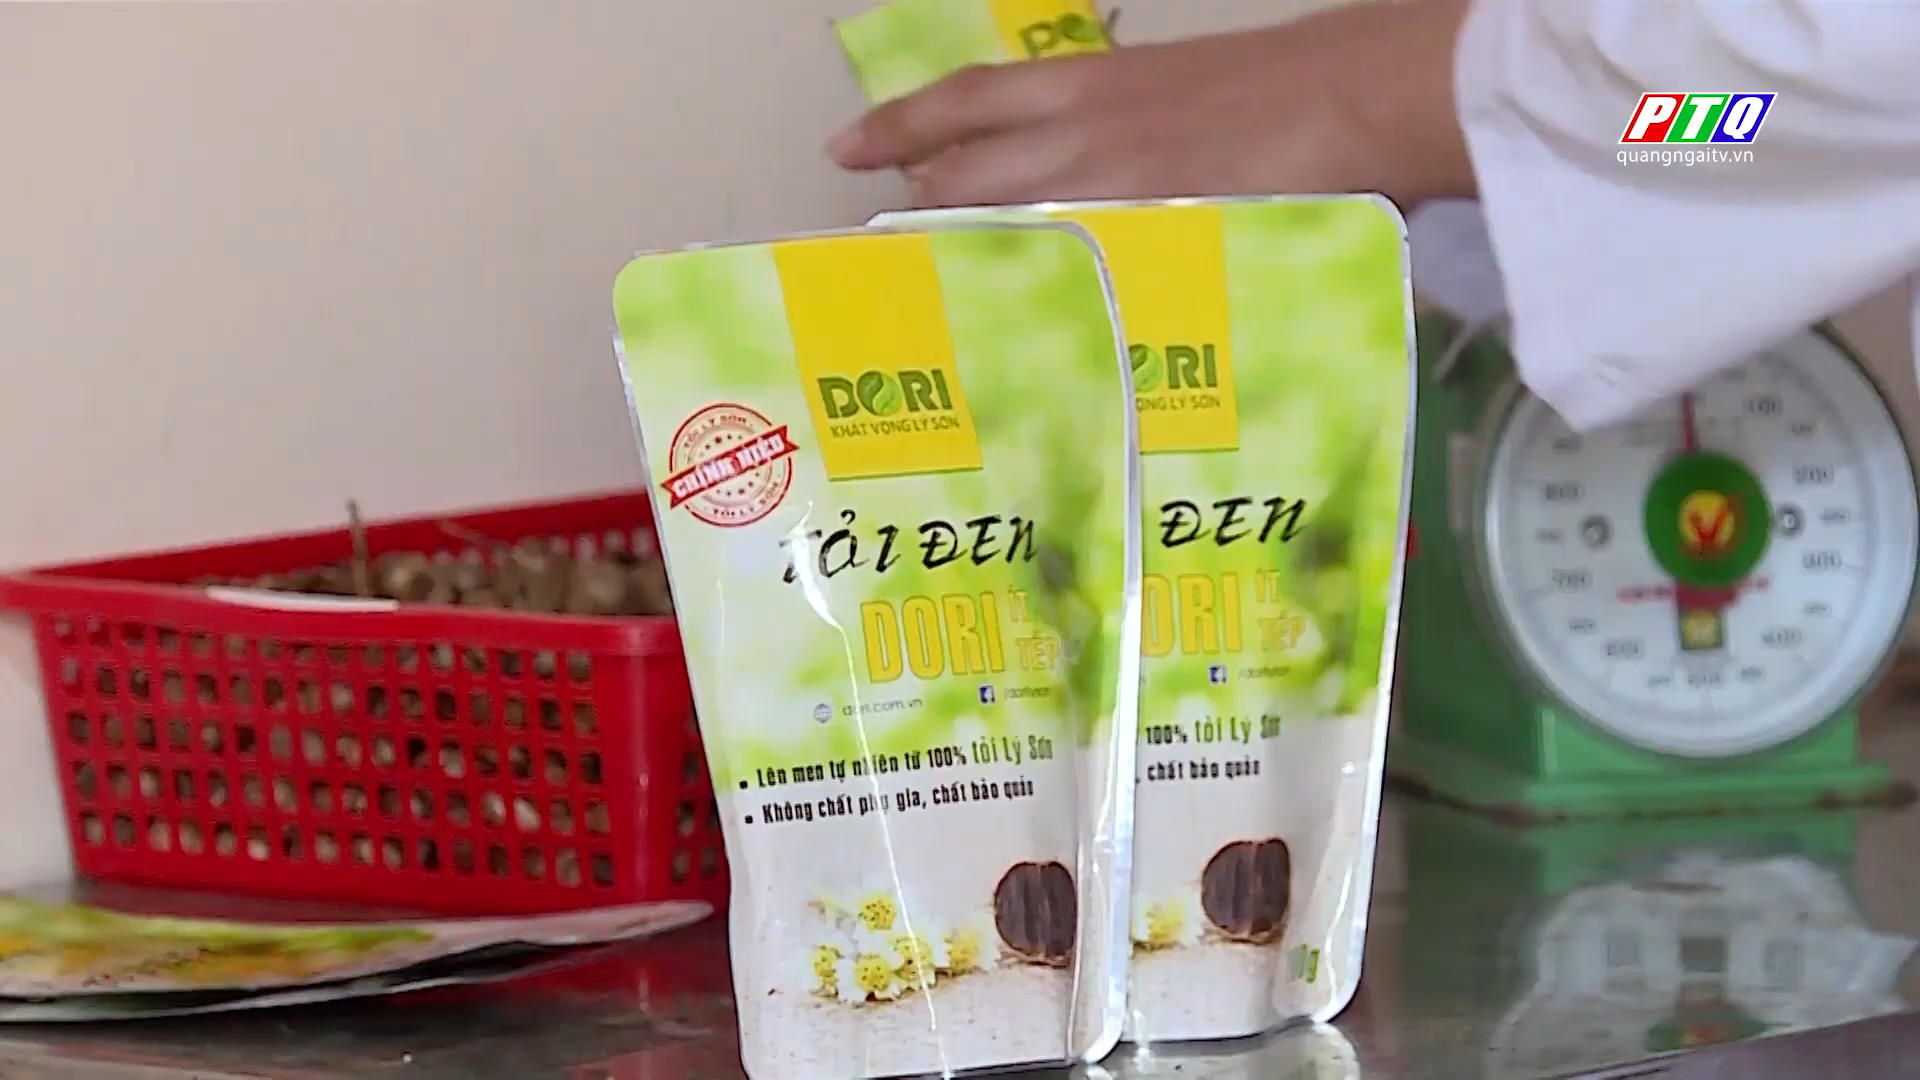 DORI
PTQ
quangngaitv.vn
DORI
KHÁT VỌNG LÝ SƠN
TỎI LÝ SƠN
CHÍNH HIỆU
TỎI LÝ SƠN
TỎI ĐEN
DORI ÍT TÉP
dori.com.vn
Lên men tự nhiên từ 100% tỏi Lý Sơn
Không chất phụ gia, chất bảo quản
ORI
ỌNG LÝ SƠN
ĐEN
ORI ÍT TÉP
100% tỏi Lý Sơn
, chất bảo quản